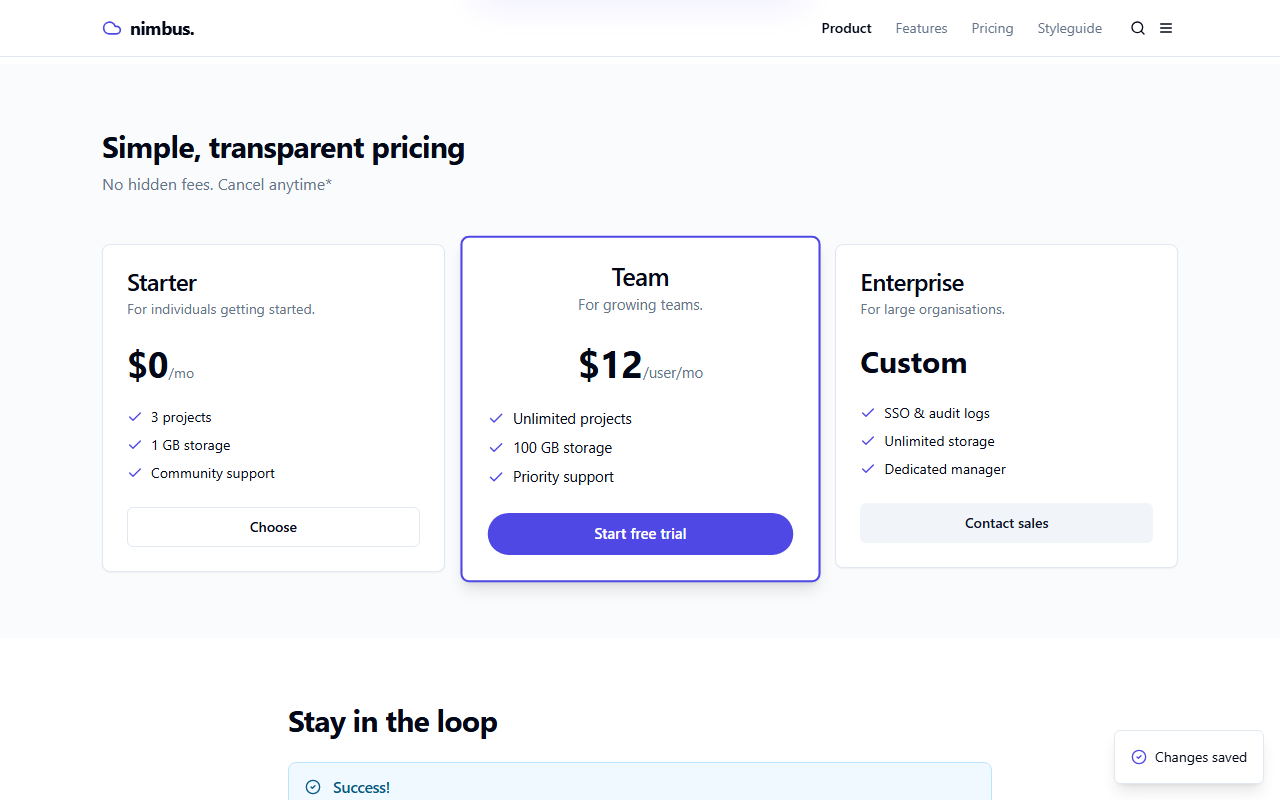 nimbus.
Product Features Pricing Styleguide
Simple, transparent pricing
No hidden fees. Cancel anytime*
Starter
For individuals getting started.
$0/mo
3 projects
1 GB storage
Community support
Choose
Team
For growing teams.
$12/user/mo
Unlimited projects
100 GB storage
Priority support
Start free trial
Enterprise
For large organisations.
Custom
SSO & audit logs
Unlimited storage
Dedicated manager
Contact sales
Stay in the loop
Success!
Changes saved